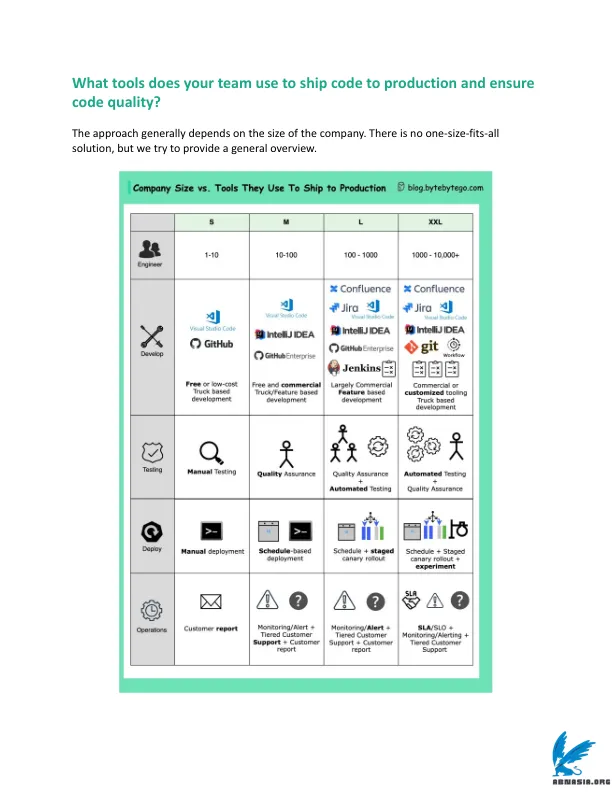 What tools does your team use to ship code to production and ensure
code quality?
The approach generally depends on the size of the company. There is no one-size-fits-all
solution, but we try to provide a general overview.
Company Size vs. Tools They Use To Ship to Production
blog.bytebytego.com
S M L XXL
Engineer
1-10 10-100 100 - 1000 1000 - 10,000+
Develop
Visual Studio Code
GitHub
Free or low-cost
Truck based
development
Visual Studio Code
IntelliJ IDEA
GitHub Enterprise
Free and commercial
Truck/Feature based
development
Confluence
Jira
Visual Studio Code
IntelliJ IDEA
GitHub Enterprise
Jenkins
Largely Commercial
Feature based
development
Confluence
Jira
Visual Studio Code
IntelliJ IDEA
git
Workflow
Commercial or
customized tooling
Truck based
development
Testing
Manual Testing
Quality Assurance
Quality Assurance
+
Automated Testing
Automated Testing
+
Quality Assurance
Deploy
Manual deployment
Schedule-based
deployment
Schedule + staged
canary rollout
Schedule + Staged
canary rollout +
experiment
Operations
Customer report
Monitoring/Alert +
Tiered Customer
Support + Customer
report
Monitoring/Alert +
Tiered Customer
Support + Customer
report
SLA
SLA/SLO +
Monitoring/Alerting +
Tiered Customer
Support
ABNASIA.ORG